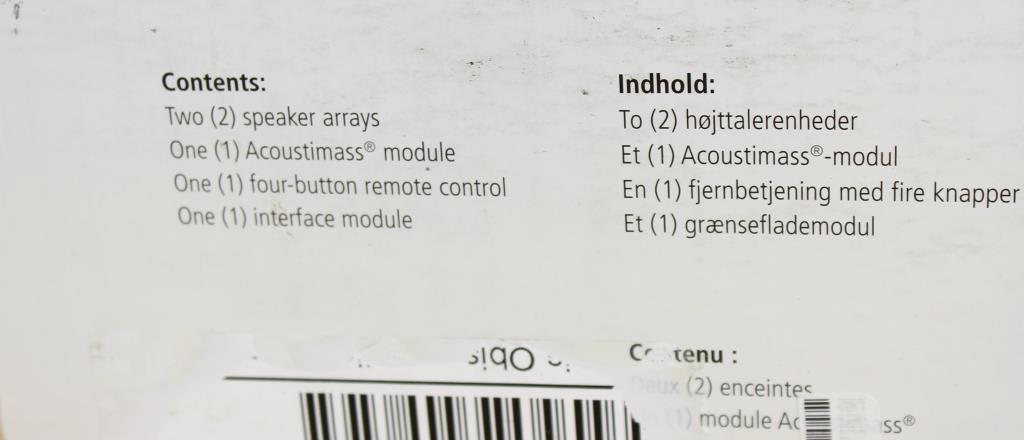 Contents:
Two (2) speaker arrays
One (1) Acoustimass® module
One (1) four-button remote control
One (1) interface module
Indhold:
To (2) højttalerenheder
Et (1) Acoustimass®-modul
En (1) fjernbetjening med fire knapper
Et (1) grænseflademodul
:
Deux (2) enceintes
(1) module